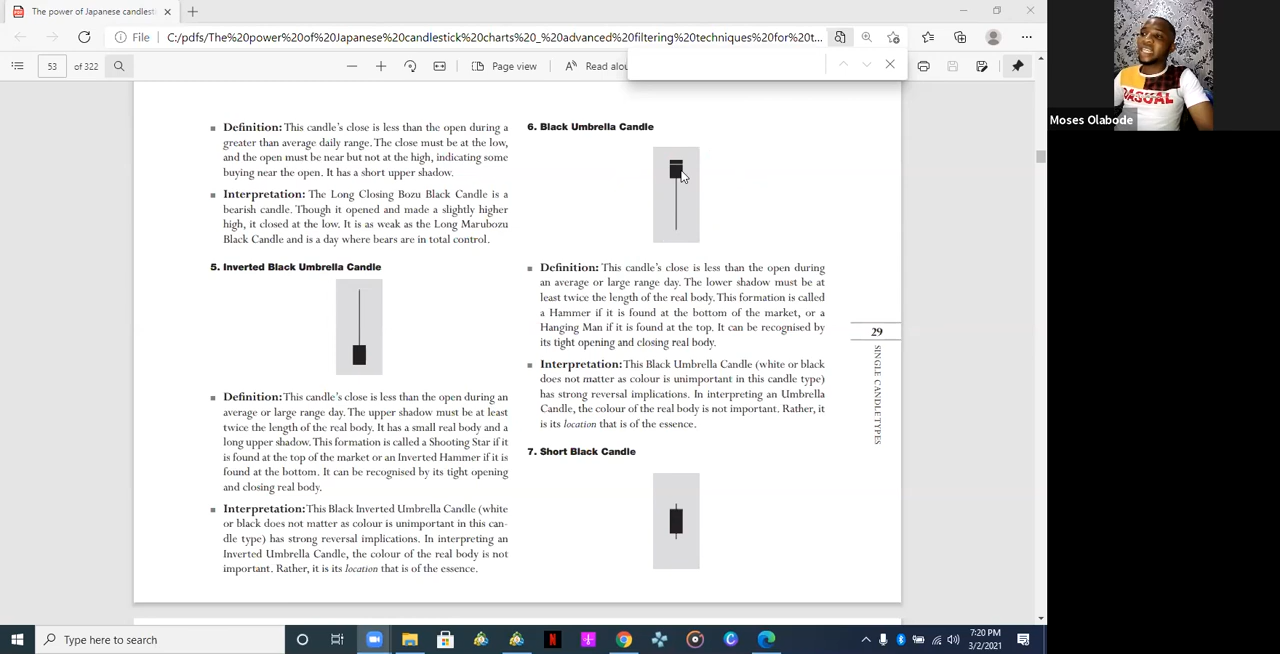 The power of Japanese candlest
File
C:/pdfs/The%20power%20of%20Japanese%20candlestick%20charts%20_%20advanced%20filtering%20techniques%20for%20t...
53 of 322
Page view
Read alou
Definition: This candle's close is less than the open during a
greater than average daily range. The close must be at the low,
and the open must be near but not at the high, indicating some
buying near the open. It has a short upper shadow.
Interpretation: The Long Closing Bozu Black Candle is a
bearish candle. Though it opened and made a slightly higher
high, it closed at the low. It is as weak as the Long Marubozu
Black Candle and is a day where bears are in total control.
5. Inverted Black Umbrella Candle
Definition: This candle's close is less than the open during an
average or large range day. The upper shadow must be at least
twice the length of the real body. It has a small real body and a
long upper shadow. This formation is called a Shooting Star if it
is found at the top of the market or an Inverted Hammer if it is
found at the bottom. It can be recognised by its tight opening
and closing real body.
Interpretation: This Black Inverted Umbrella Candle (white
or black does not matter as colour is unimportant in this can-
dle type) has strong reversal implications. In interpreting an
Inverted Umbrella Candle, the colour of the real body is not
important. Rather, it is its location that is of the essence.
6. Black Umbrella Candle
Definition: This candle's close is less than the open during
an average or large range day. The lower shadow must be at
least twice the length of the real body. This formation is called
a Hammer if it is found at the bottom of the market, or a
Hanging Man if it is found at the top. It can be recognised by
its tight opening and closing real body.
Interpretation: This Black Umbrella Candle (white or black
does not matter as colour is unimportant in this candle type)
has strong reversal implications. In interpreting an Umbrella
Candle, the colour of the real body is not important. Rather, it
is its location that is of the essence.
7. Short Black Candle
29
SINGLE CANDLE TYPES
CASUAL
Moses Olabode
Type here to search
7:20 PM
3/2/2021